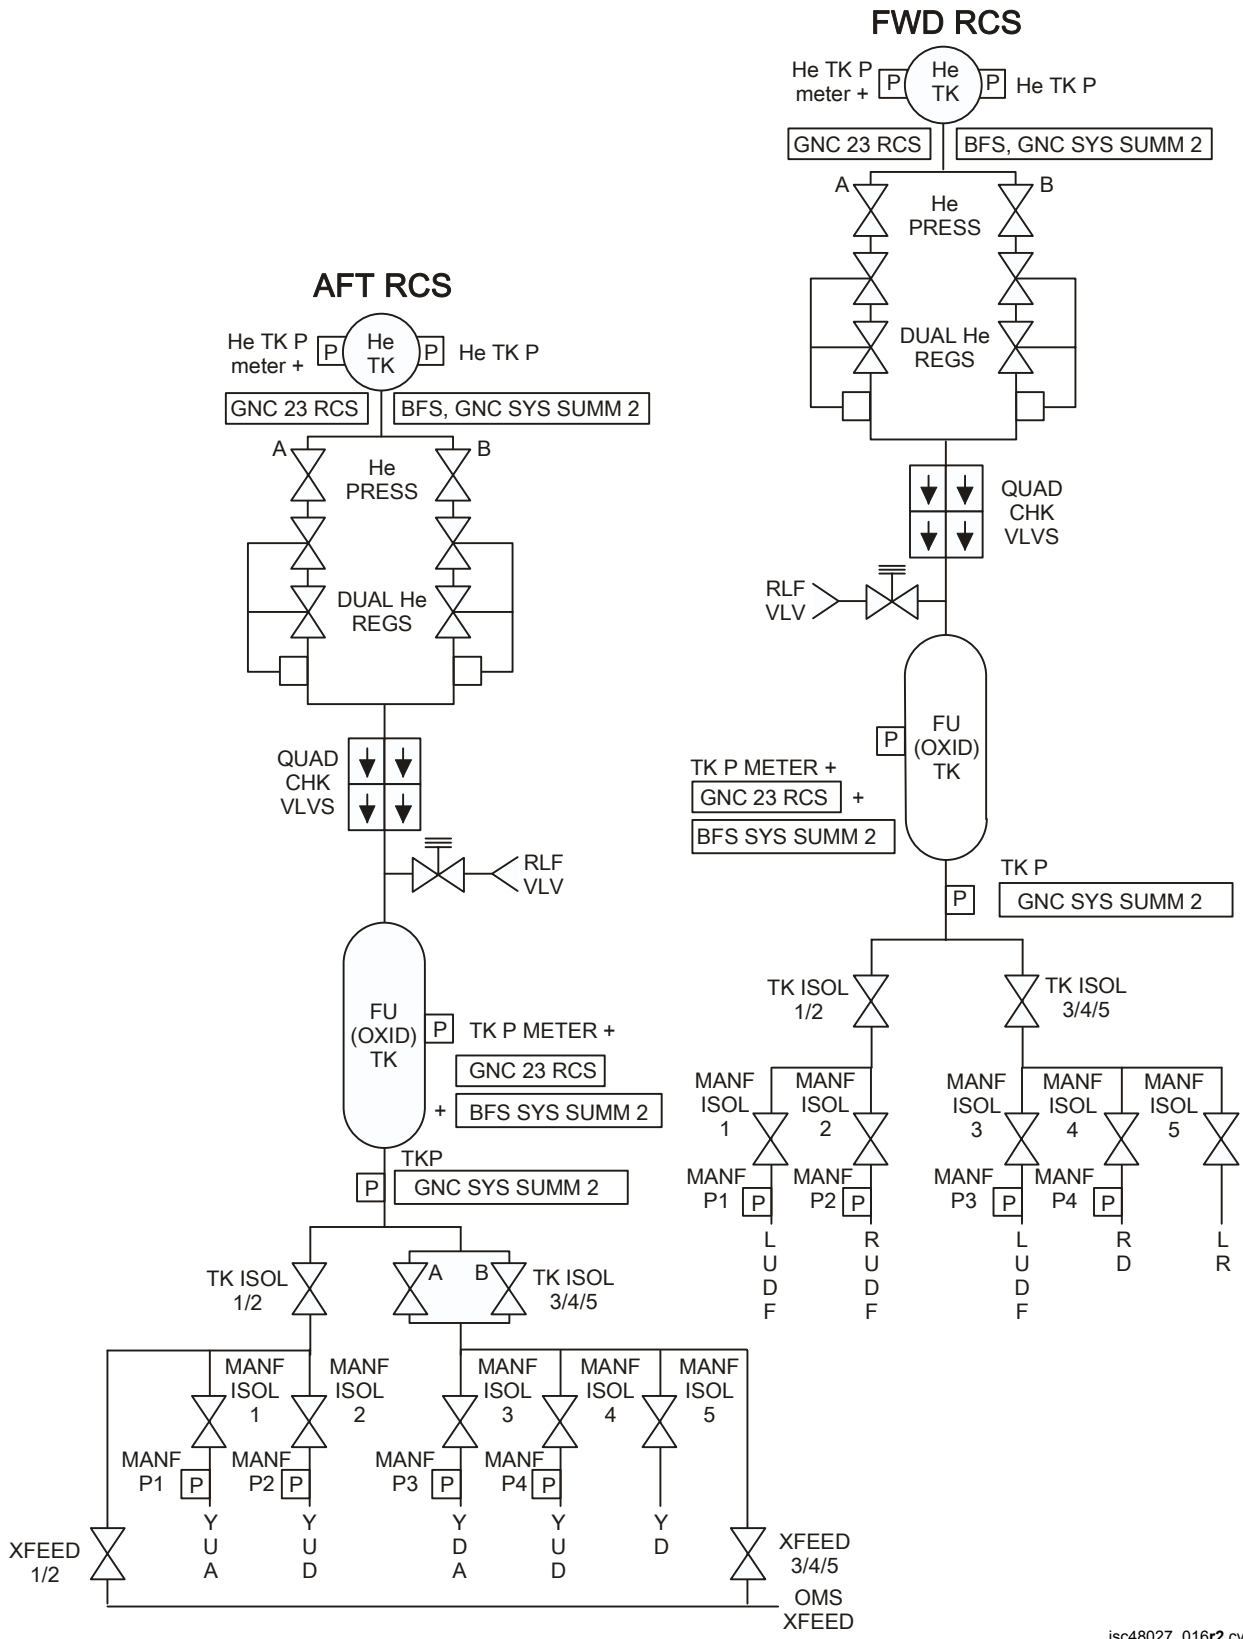 FWD RCS
He TK P
meter +
P
He
TK
P
He TK P
GNC 23 RCS
BFS, GNC SYS SUMM 2
A
B
He
PRESS
DUAL He
REGS
QUAD
CHK
VLVS
RLF
VLV
FU
(OXID)
TK
P
TK P METER +
GNC 23 RCS +
BFS SYS SUMM 2
TK P
P
GNC SYS SUMM 2
TK ISOL
1/2
TK ISOL
3/4/5
MANF
ISOL
1
MANF
ISOL
2
MANF
ISOL
3
MANF
ISOL
4
MANF
ISOL
5
MANF
P1
P
MANF
P2
P
MANF
P3
P
MANF
P4
P
L
U
D
F
R
U
D
F
L
U
D
F
R
D
L
R
AFT RCS
He TK P
meter +
P
He
TK
P
He TK P
GNC 23 RCS
BFS, GNC SYS SUMM 2
A
B
He
PRESS
DUAL He
REGS
QUAD
CHK
VLVS
RLF
VLV
FU
(OXID)
TK
P
TK P METER +
GNC 23 RCS
+ BFS SYS SUMM 2
TKP
P
GNC SYS SUMM 2
TK ISOL
1/2
A
B
TK ISOL
3/4/5
MANF
ISOL
1
MANF
ISOL
2
MANF
ISOL
3
MANF
ISOL
4
MANF
ISOL
5
MANF
P1
P
MANF
P2
P
MANF
P3
P
MANF
P4
P
Y
U
A
Y
U
D
Y
D
A
Y
U
D
Y
D
XFEED
1/2
XFEED
3/4/5
OMS
XFEED